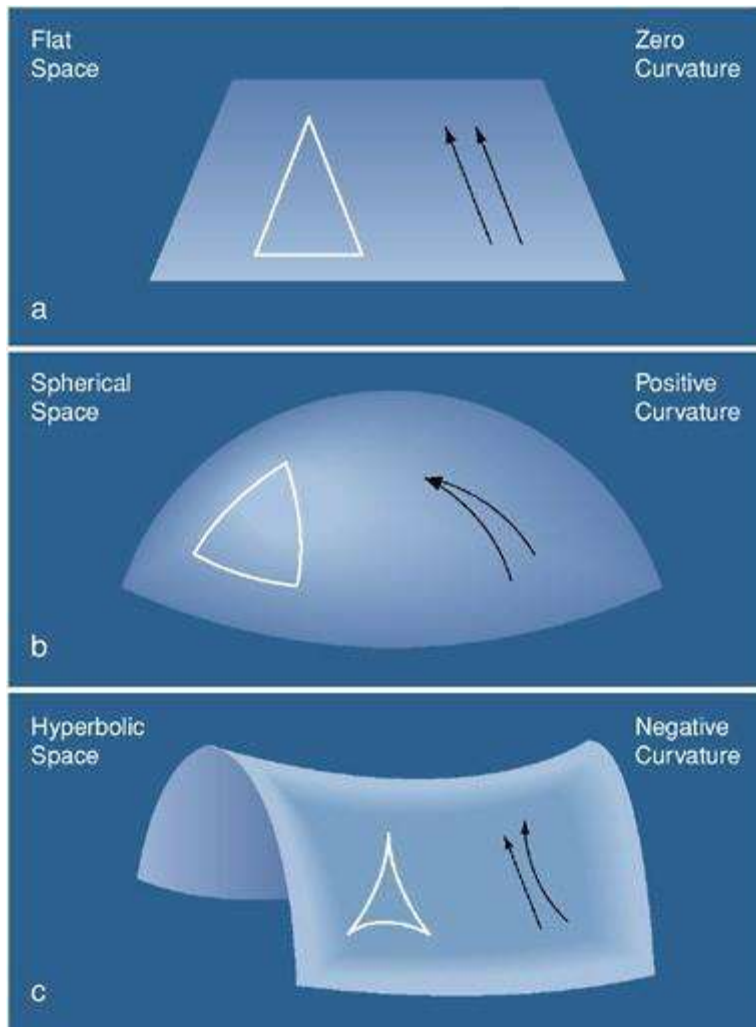 Flat
Space
Zero
Curvature
a
Spherical
Space
Positive
Curvature
b
Hyperbolic
Space
Negative
Curvature
c